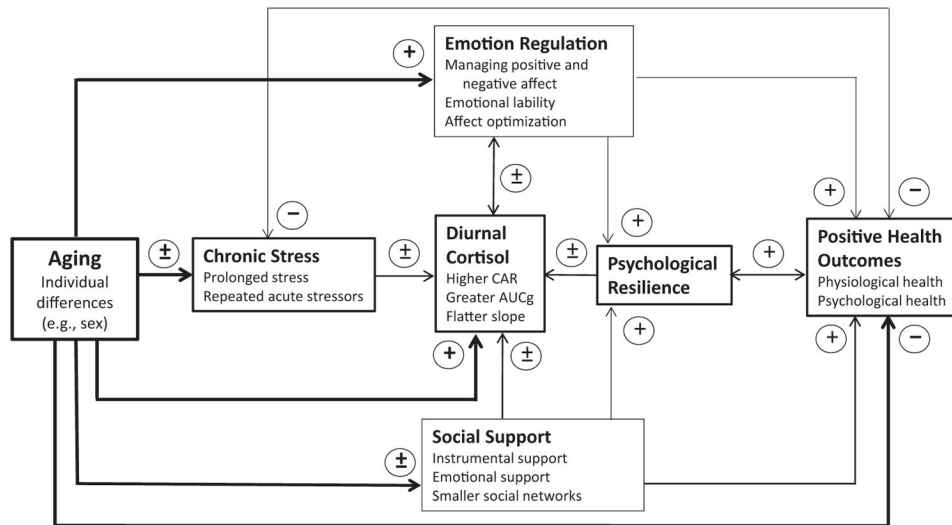 Emotion Regulation
Managing positive and
negative affect
Emotional lability
Affect optimization
+
±
+
−
+
+
−
Aging
Individual
differences
(e.g., sex)
±
Chronic Stress
Prolonged stress
Repeated acute stressors
±
Diurnal
Cortisol
Higher CAR
Greater AUCg
Flatter slope
±
Psychological
Resilience
+
Positive Health
Outcomes
Physiological health
Psychological health
+
±
+
+
−
±
Social Support
Instrumental support
Emotional support
Smaller social networks